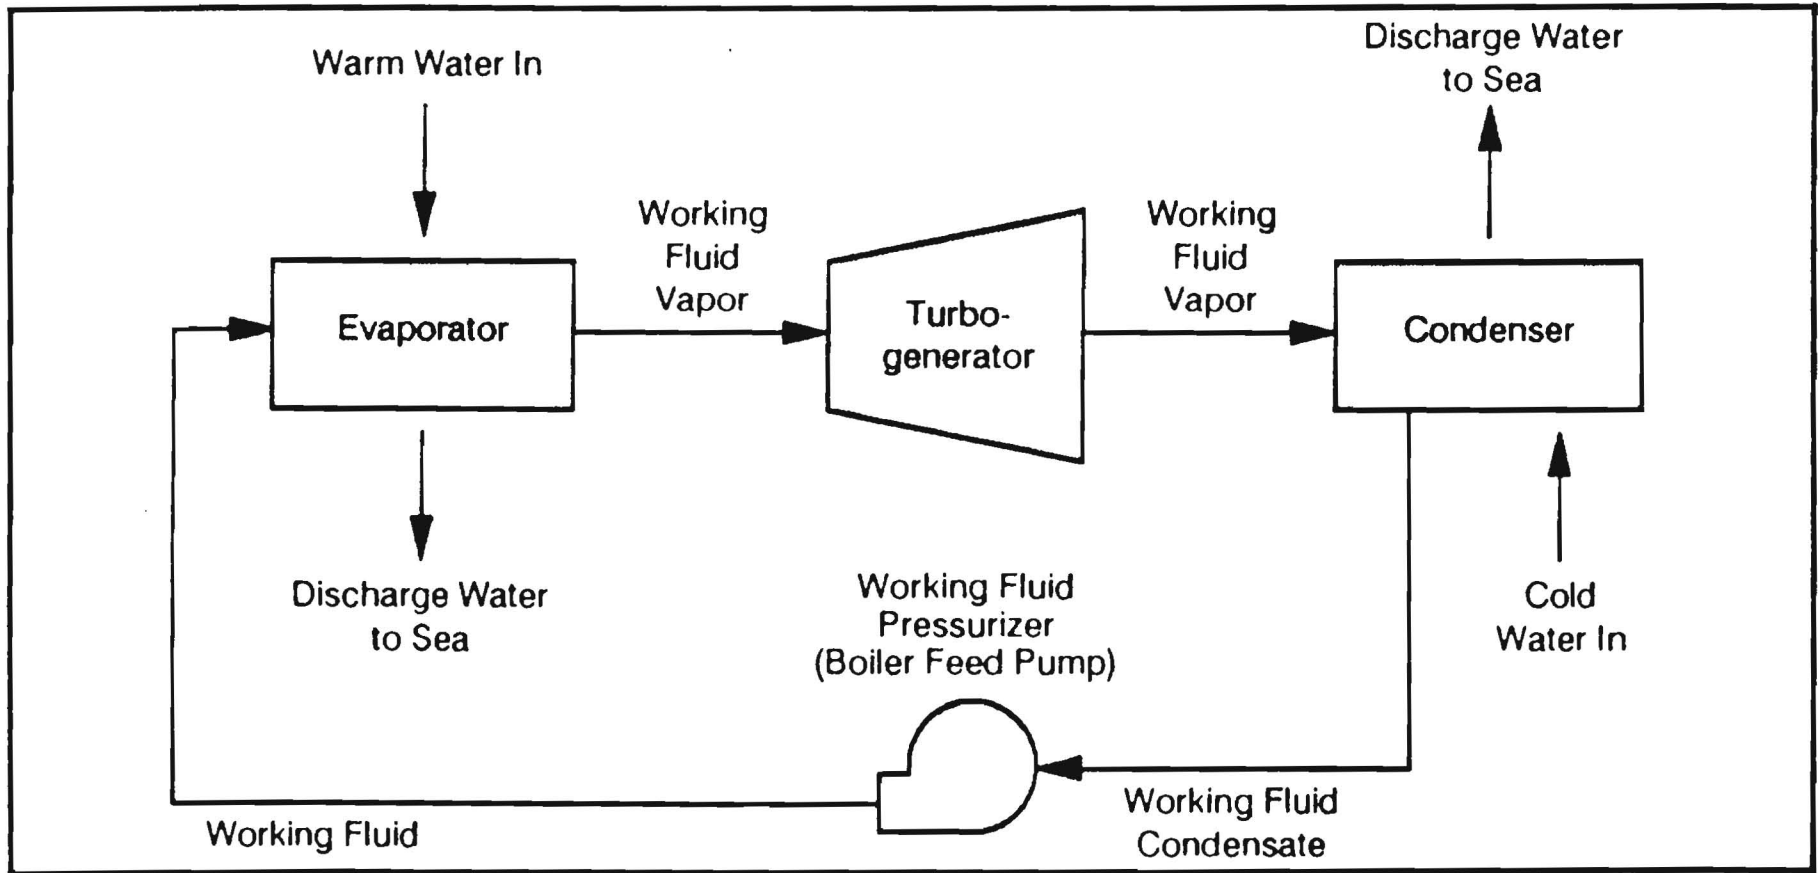 Warm Water In
Discharge Water
to Sea
Working
Fluid
Vapor
Working
Fluid
Vapor
Evaporator
Turbo-
generator
Condenser
Discharge Water
to Sea
Working Fluid
Pressurizer
(Boiler Feed Pump)
Cold
Water In
Working Fluid
Working Fluid
Condensate